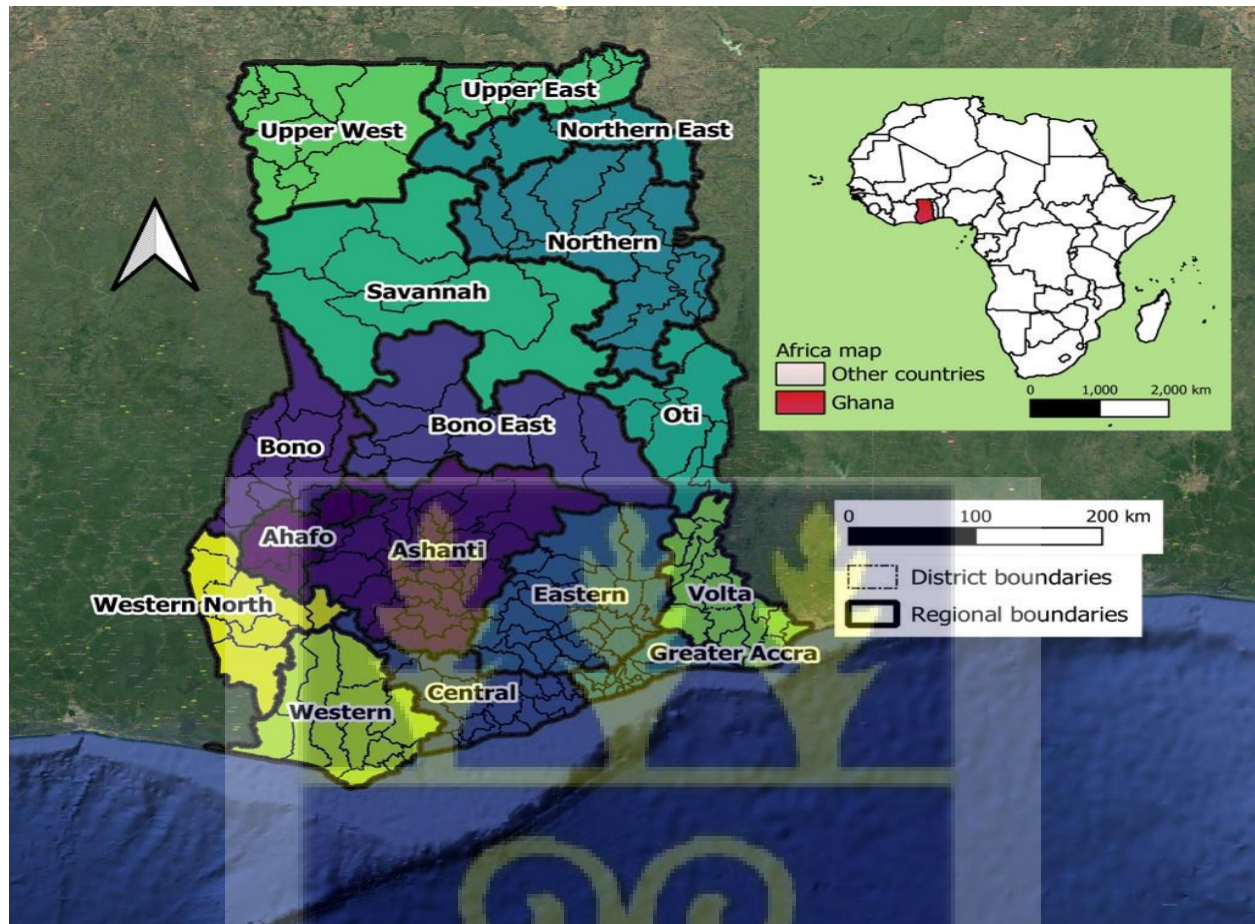 Upper East
Upper West
Northern East
Northern
Savannah
Bono East
Oti
Bono
Ahafo
Ashanti
Eastern
Volta
Western North
Greater Accra
Central
Western
Africa map
Other countries
Ghana
0 1,000 2,000 km
0 100 200 km
District boundaries
Regional boundaries